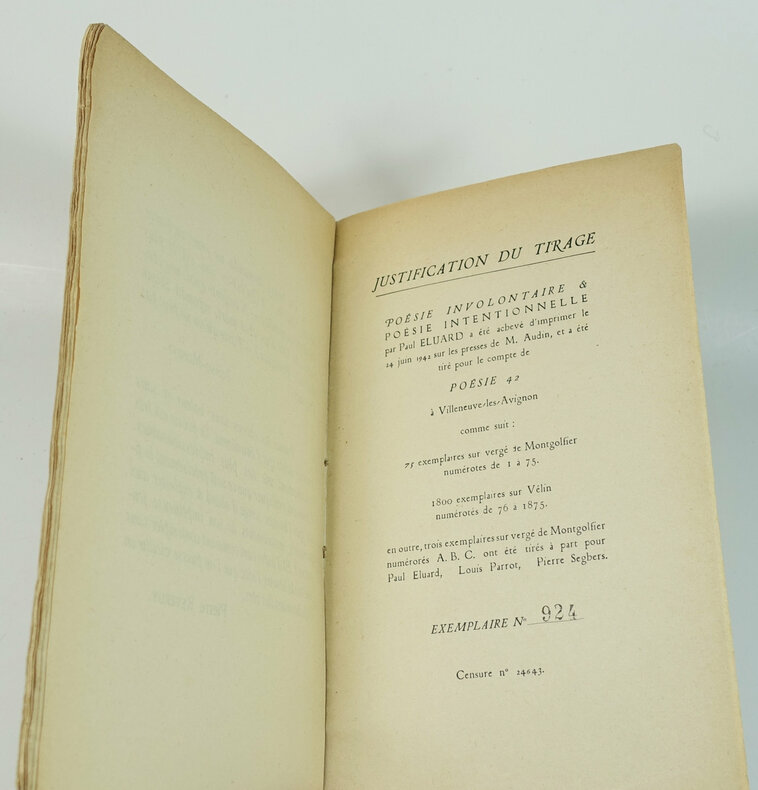 JUSTIFICATION DU TIRAGE
POÉSIE INVOLONTAIRE &
POÉSIE INTENTIONNELLE
par Paul ELUARD a été achevé d'imprimer le
24 juin 1942 sur les presses de M. Audin, et a été
tiré pour le compte de
POÉSIE 42
à Villeneuve-les-Avignon
comme suit :
75 exemplaires sur vergé de Montgolfier
numérotes de 1 à 75.
1800 exemplaires sur Vélin
numérotés de 76 à 1875.
en outre, trois exemplaires sur vergé de Montgolfier
numérorés A. B. C. ont été tirés à part pour
Paul Eluard, Louis Parrot, Pierre Segbers.
EXEMPLAIRE N° 924
Censure n° 24643.